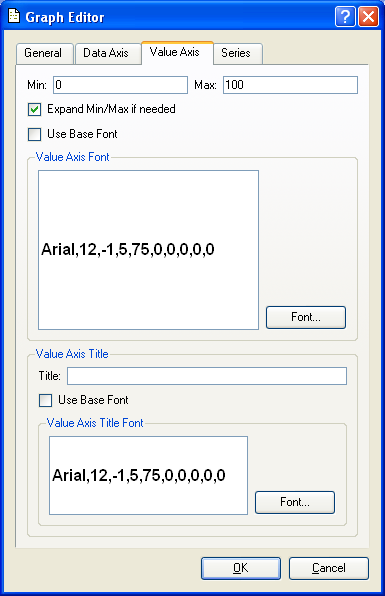 Graph Editor
General Data Axis Value Axis Series
Min: 0 Max: 100
Expand Min/Max if needed
Use Base Font
Value Axis Font
Arial,12,-1,5,75,0,0,0,0,0
Font...
Value Axis Title
Title:
Use Base Font
Value Axis Title Font
Arial,12,-1,5,75,0,0,0,0,0
Font...
OK Cancel